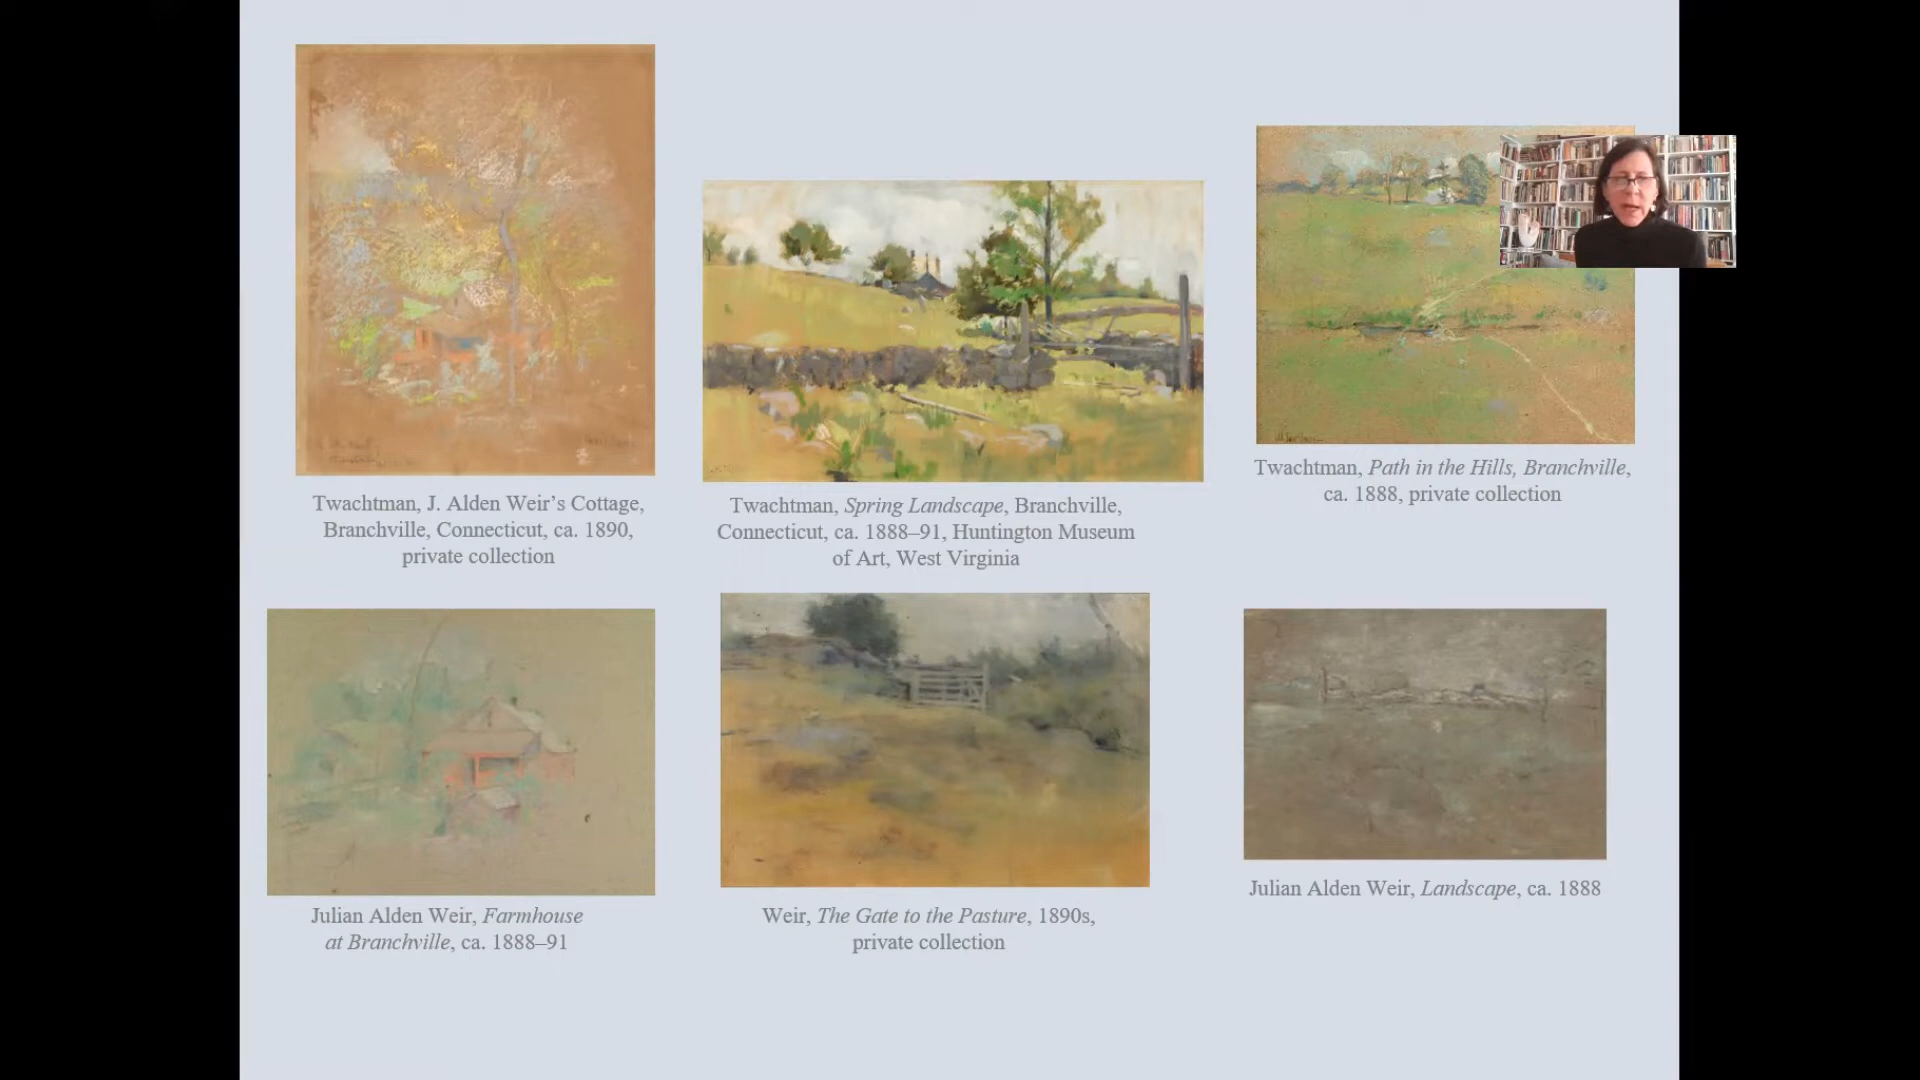 Twachtman, J. Alden Weir’s Cottage,
Branchville, Connecticut, ca. 1890,
private collection
Twachtman, Spring Landscape, Branchville,
Connecticut, ca. 1888–91, Huntington Museum
of Art, West Virginia
Twachtman, Path in the Hills, Branchville,
ca. 1888, private collection
Julian Alden Weir, Farmhouse
at Branchville, ca. 1888–91
Weir, The Gate to the Pasture, 1890s,
private collection
Julian Alden Weir, Landscape, ca. 1888